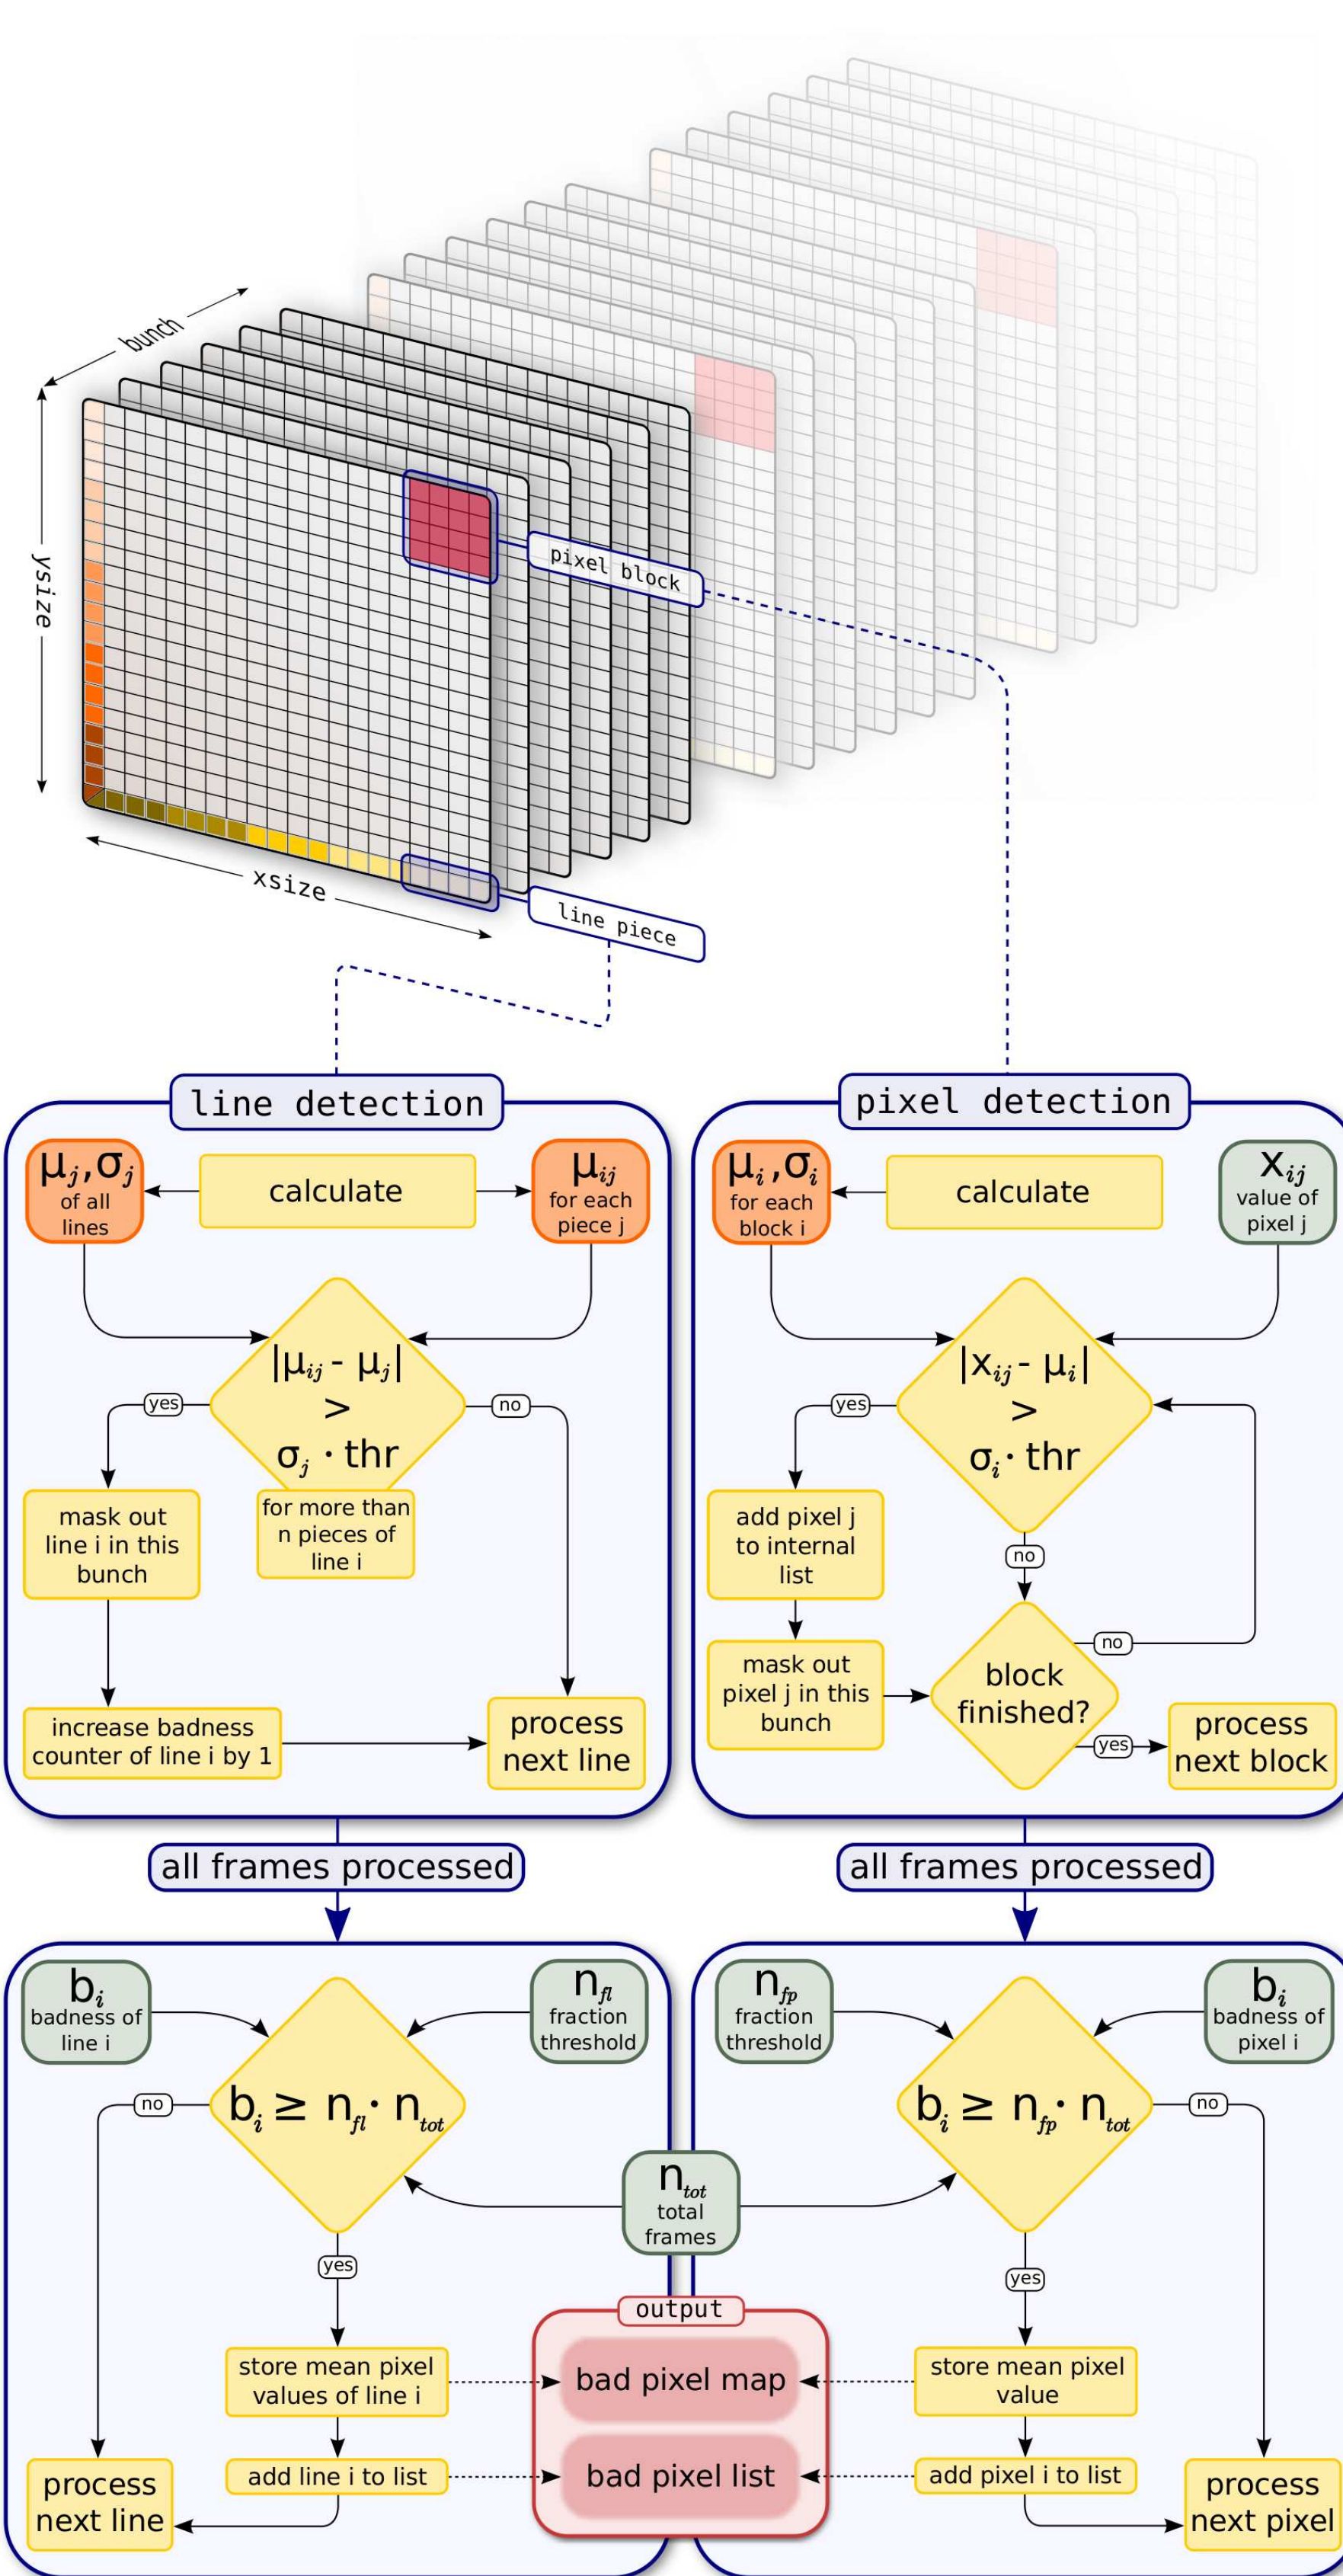 bunch
ysize
pixel block
xsize
line piece
line detection
μj,σj
of all
lines
calculate
μij
for each
piece j
|μij - μj|
>
σj · thr
for more than
n pieces of
line i
yes
no
mask out
line i in this
bunch
increase badness
counter of line i by 1
process
next line
pixel detection
μi,σi
for each
block i
calculate
xij
value of
pixel j
|xij - μi|
>
σi · thr
yes
no
add pixel j
to internal
list
mask out
pixel j in this
bunch
block
finished?
no
yes
process
next block
all frames processed
all frames processed
bi
badness of
line i
nfl
fraction
threshold
bi ≥ nfl · ntot
no
yes
store mean pixel
values of line i
add line i to list
process
next line
nfp
fraction
threshold
bi
badness of
pixel i
bi ≥ nfp · ntot
no
yes
store mean pixel
value
add pixel i to list
process
next pixel
ntot
total
frames
output
bad pixel map
bad pixel list